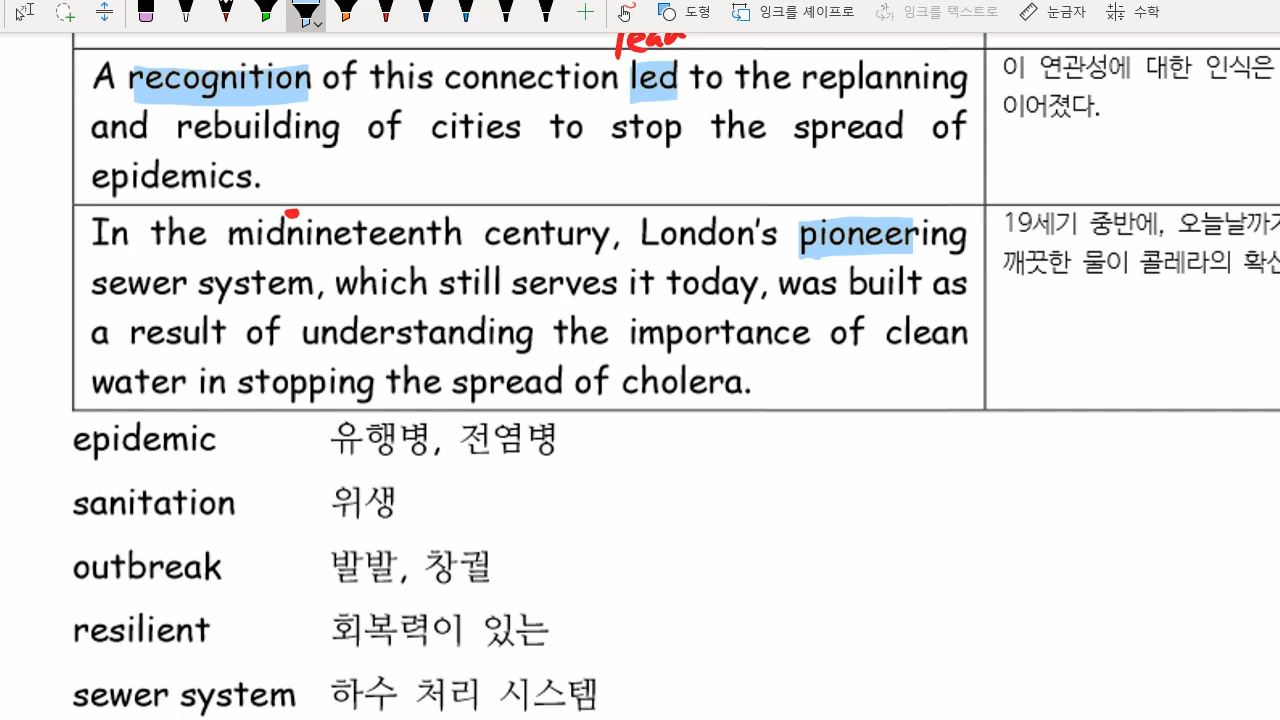 도형 잉크를 셰이프로 잉크를 텍스트로 눈금자 수학
A recognition of this connection led to the replanning
and rebuilding of cities to stop the spread of
epidemics.
이 연관성에 대한 인식은
이어졌다.
In the midnineteenth century, London's pioneering
sewer system, which still serves it today, was built as
a result of understanding the importance of clean
water in stopping the spread of cholera.
19세기 중반에, 오늘날까지
깨끗한 물이 콜레라의 확산
epidemic 유행병, 전염병
sanitation 위생
outbreak 발발, 창궐
resilient 회복력이 있는
sewer system 하수 처리 시스템